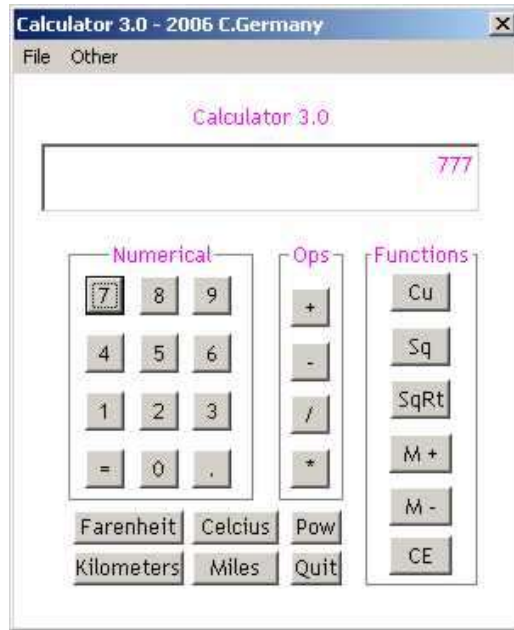 Calculator 3.0 - 2006 C.Germany
File Other
Calculator 3.0
777
Numerical
7 8 9
4 5 6
1 2 3
= 0 .
Ops
+
-
/
*
Functions
Cu
Sq
SqRt
M +
M -
CE
Farenheit Celcius Pow
Kilometers Miles Quit